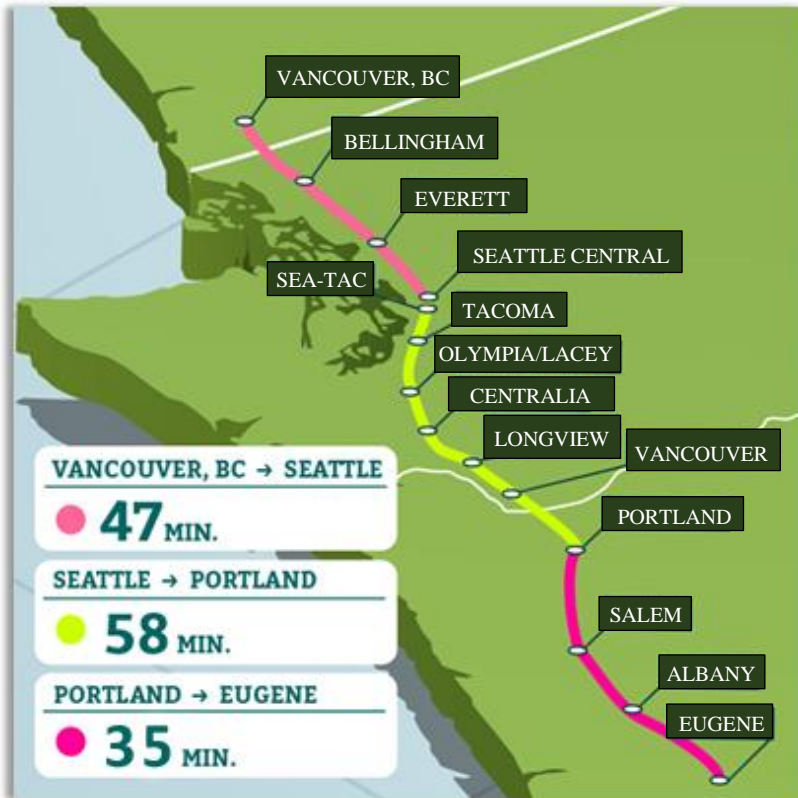 VANCOUVER, BC
BELLINGHAM
EVERETT
SEATTLE CENTRAL
SEA-TAC
TACOMA
OLYMPIA/LACEY
CENTRALIA
LONGVIEW
VANCOUVER
PORTLAND
SALEM
ALBANY
EUGENE
VANCOUVER, BC → SEATTLE
47 MIN.
SEATTLE → PORTLAND
58 MIN.
PORTLAND → EUGENE
35 MIN.